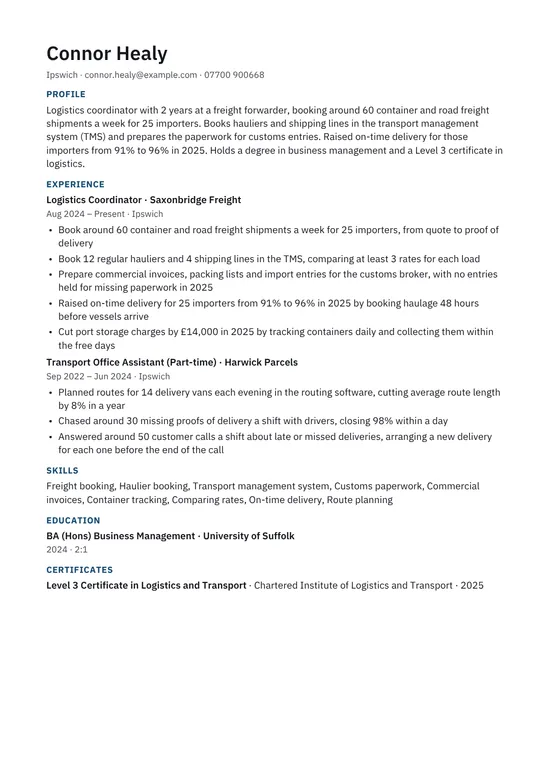 Connor Healy
Ipswich · connor.healy@example.com · 07700 900668
PROFILE
Logistics coordinator with 2 years at a freight forwarder, booking around 60 container and road freight
shipments a week for 25 importers. Books hauliers and shipping lines in the transport management
system (TMS) and prepares the paperwork for customs entries. Raised on-time delivery for those
importers from 91% to 96% in 2025. Holds a degree in business management and a Level 3 certificate in
logistics.
EXPERIENCE
Logistics Coordinator · Saxonbridge Freight
Aug 2024 – Present · Ipswich
• Book around 60 container and road freight shipments a week for 25 importers, from quote to proof of
delivery
• Book 12 regular hauliers and 4 shipping lines in the TMS, comparing at least 3 rates for each load
• Prepare commercial invoices, packing lists and import entries for the customs broker, with no entries
held for missing paperwork in 2025
• Raised on-time delivery for 25 importers from 91% to 96% in 2025 by booking haulage 48 hours
before vessels arrive
• Cut port storage charges by £14,000 in 2025 by tracking containers daily and collecting them within
the free days
Transport Office Assistant (Part-time) · Harwick Parcels
Sep 2022 – Jun 2024 · Ipswich
• Planned routes for 14 delivery vans each evening in the routing software, cutting average route length
by 8% in a year
• Chased around 30 missing proofs of delivery a shift with drivers, closing 98% within a day
• Answered around 50 customer calls a shift about late or missed deliveries, arranging a new delivery
for each one before the end of the call
SKILLS
Freight booking, Haulier booking, Transport management system, Customs paperwork, Commercial
invoices, Container tracking, Comparing rates, On-time delivery, Route planning
EDUCATION
BA (Hons) Business Management · University of Suffolk
2024 · 2:1
CERTIFICATES
Level 3 Certificate in Logistics and Transport · Chartered Institute of Logistics and Transport · 2025